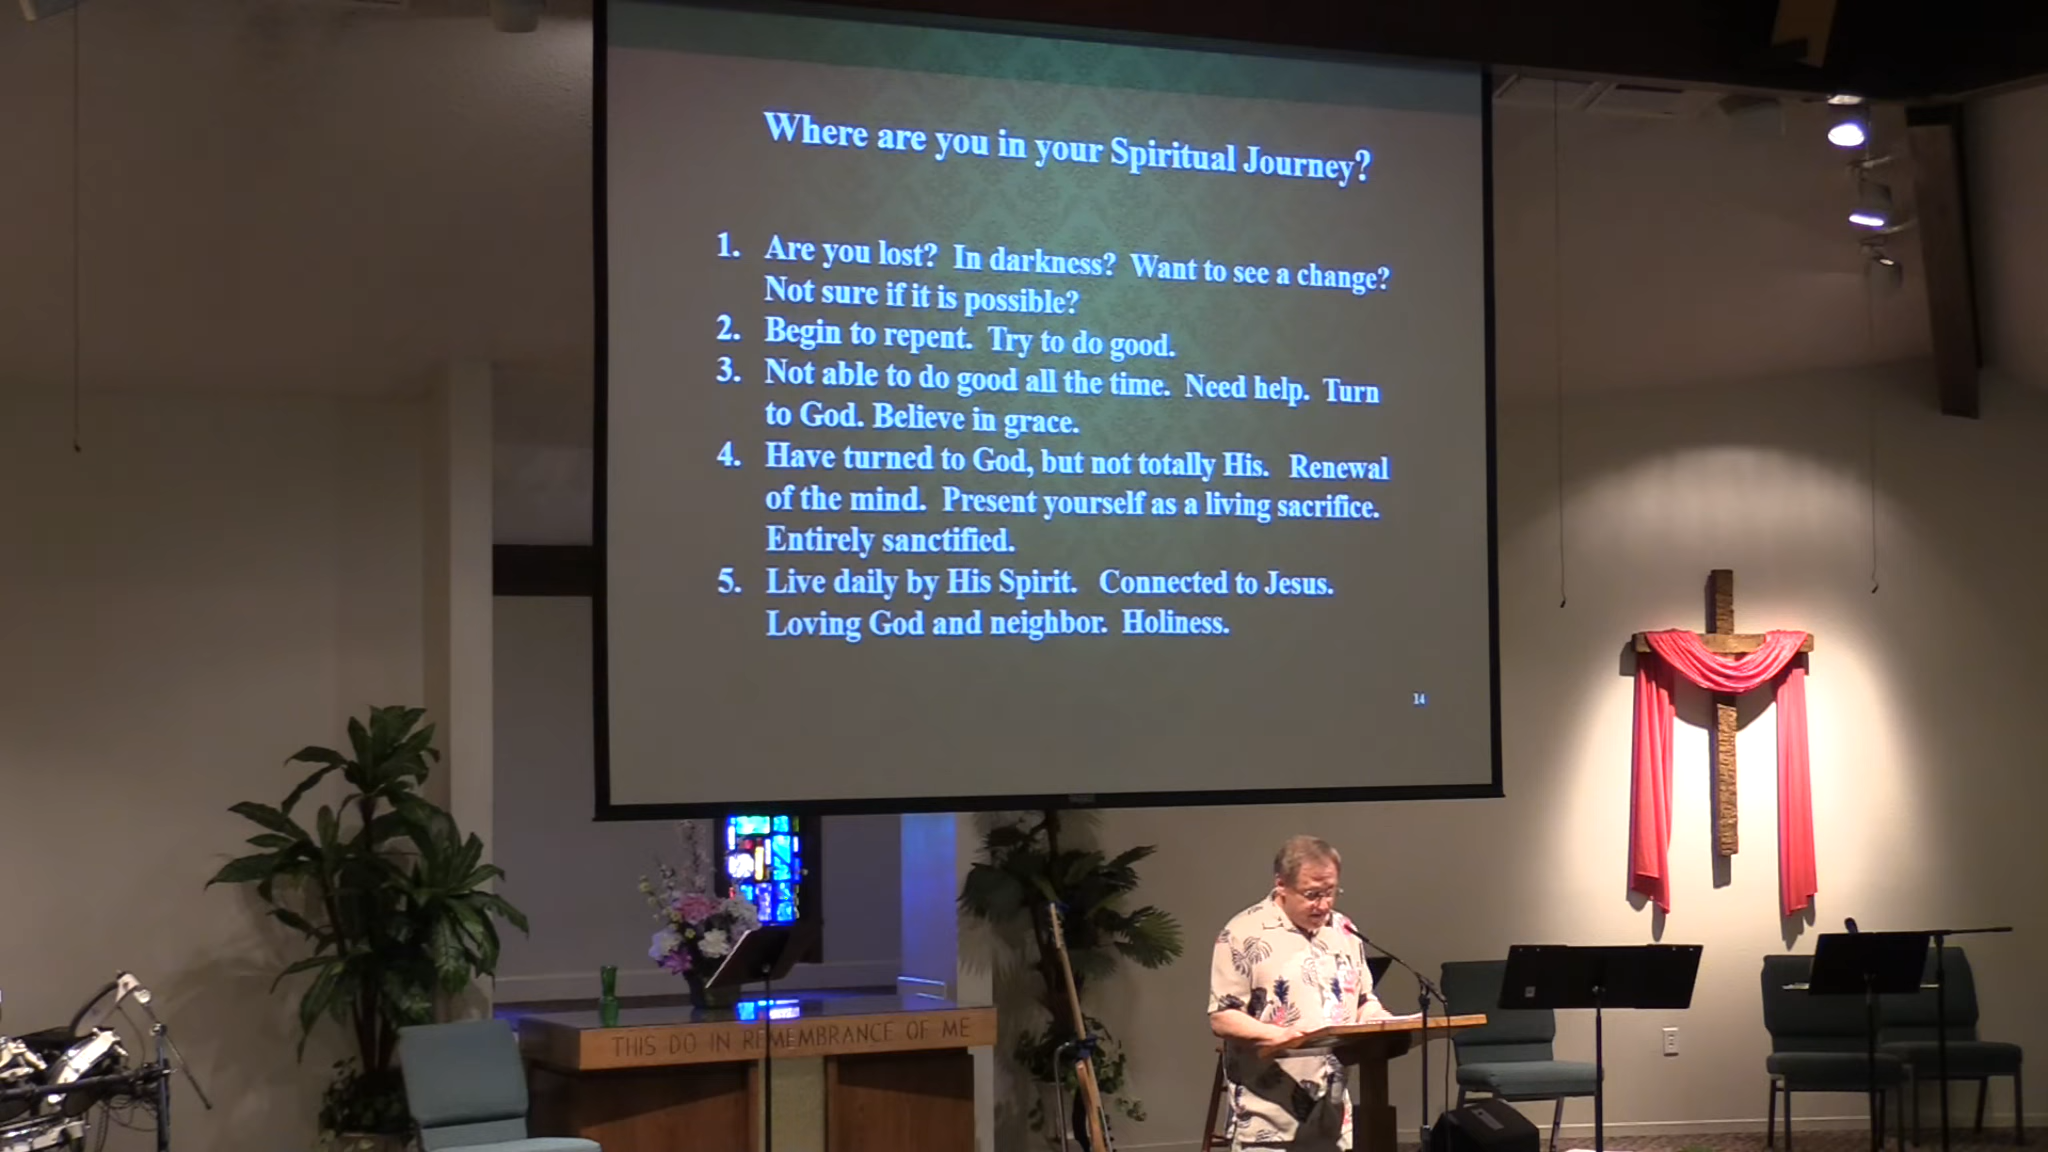 Where are you in your Spiritual Journey?
1. Are you lost? In darkness? Want to see a change?
Not sure if it is possible?
2. Begin to repent. Try to do good.
3. Not able to do good all the time. Need help. Turn
to God. Believe in grace.
4. Have turned to God, but not totally His. Renewal
of the mind. Present yourself as a living sacrifice.
Entirely sanctified.
5. Live daily by His Spirit. Connected to Jesus.
Loving God and neighbor. Holiness.
14
THIS DO IN REMEMBRANCE OF ME